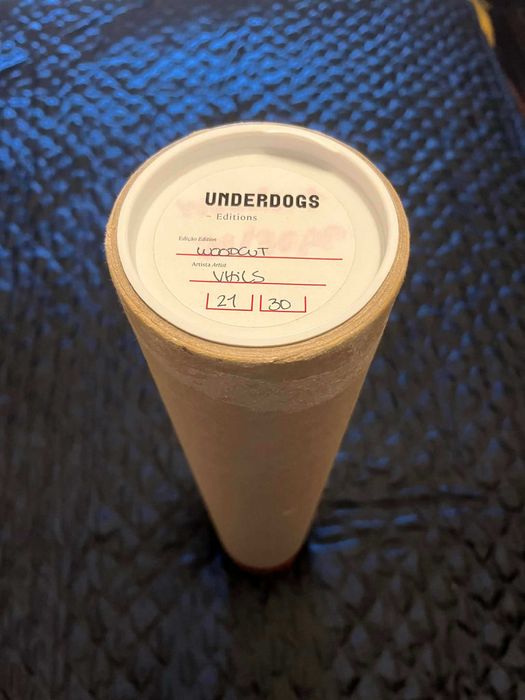 UNDERDOGS
– Editions
Edição Edition
WOODCUT
Artista Artist
VHILS
21 30